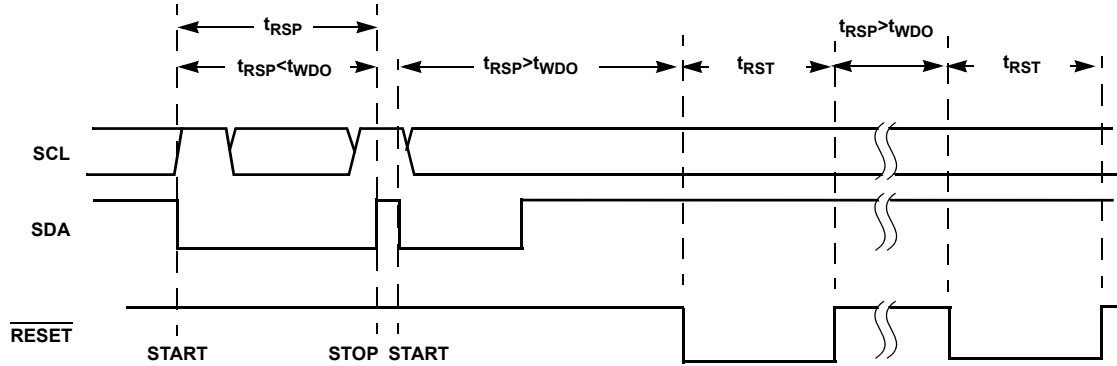 tRSP
tRSP<tWDO
tRSP>tWDO
tRST
tRSP>tWDO
tRST
SCL
SDA
RESET
START
STOP
START